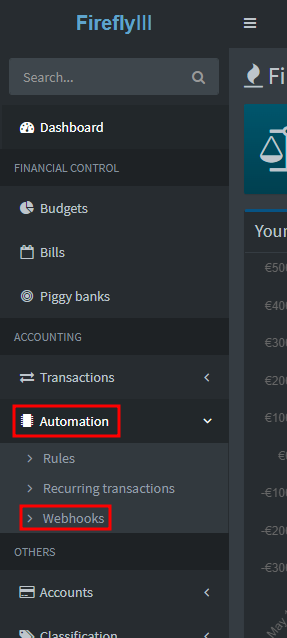 FireflyIII
Search...
Fi
Dashboard
FINANCIAL CONTROL
Budgets
Your
Bills
€500
Piggy banks
€400
ACCOUNTING
€300
Transactions
€200
Automation
€100
Rules
€0
Recurring transactions
-€100
Webhooks
-€200
OTHERS
-€300
Accounts
May
Classification